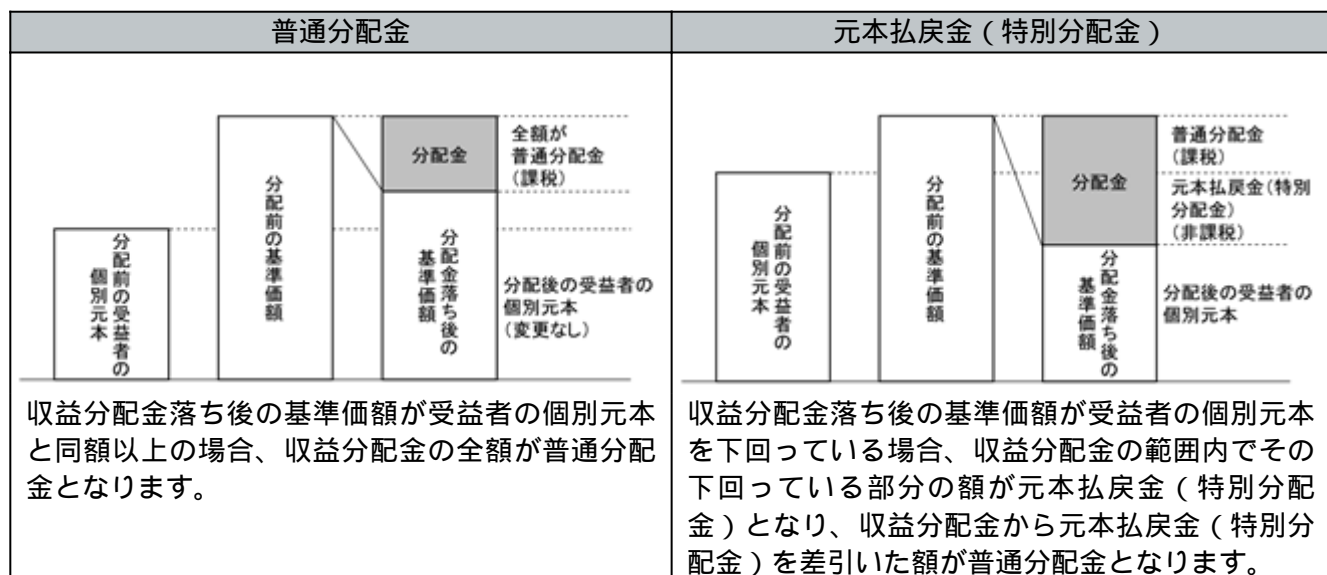 普通分配金
分配前の受益者の
個別元本
分配前の基準価額
分配金
分配金落ち後の
基準価額
全額が
普通分配金
(課税)
分配後の受益者の
個別元本
(変更なし)
収益分配金落ち後の基準価額が受益者の個別元本
と同額以上の場合、収益分配金の全額が普通分配
金となります。
元本払戻金(特別分配金)
分配前の受益者の
個別元本
分配前の基準価額
分配金
分配金落ち後の
基準価額
普通分配金
(課税)
元本払戻金(特別
分配金)
(非課税)
分配後の受益者の
個別元本
収益分配金落ち後の基準価額が受益者の個別元本
を下回っている場合、収益分配金の範囲内でその
下回っている部分の額が元本払戻金(特別分配
金)となり、収益分配金から元本払戻金(特別分
配金)を差引いた額が普通分配金となります。